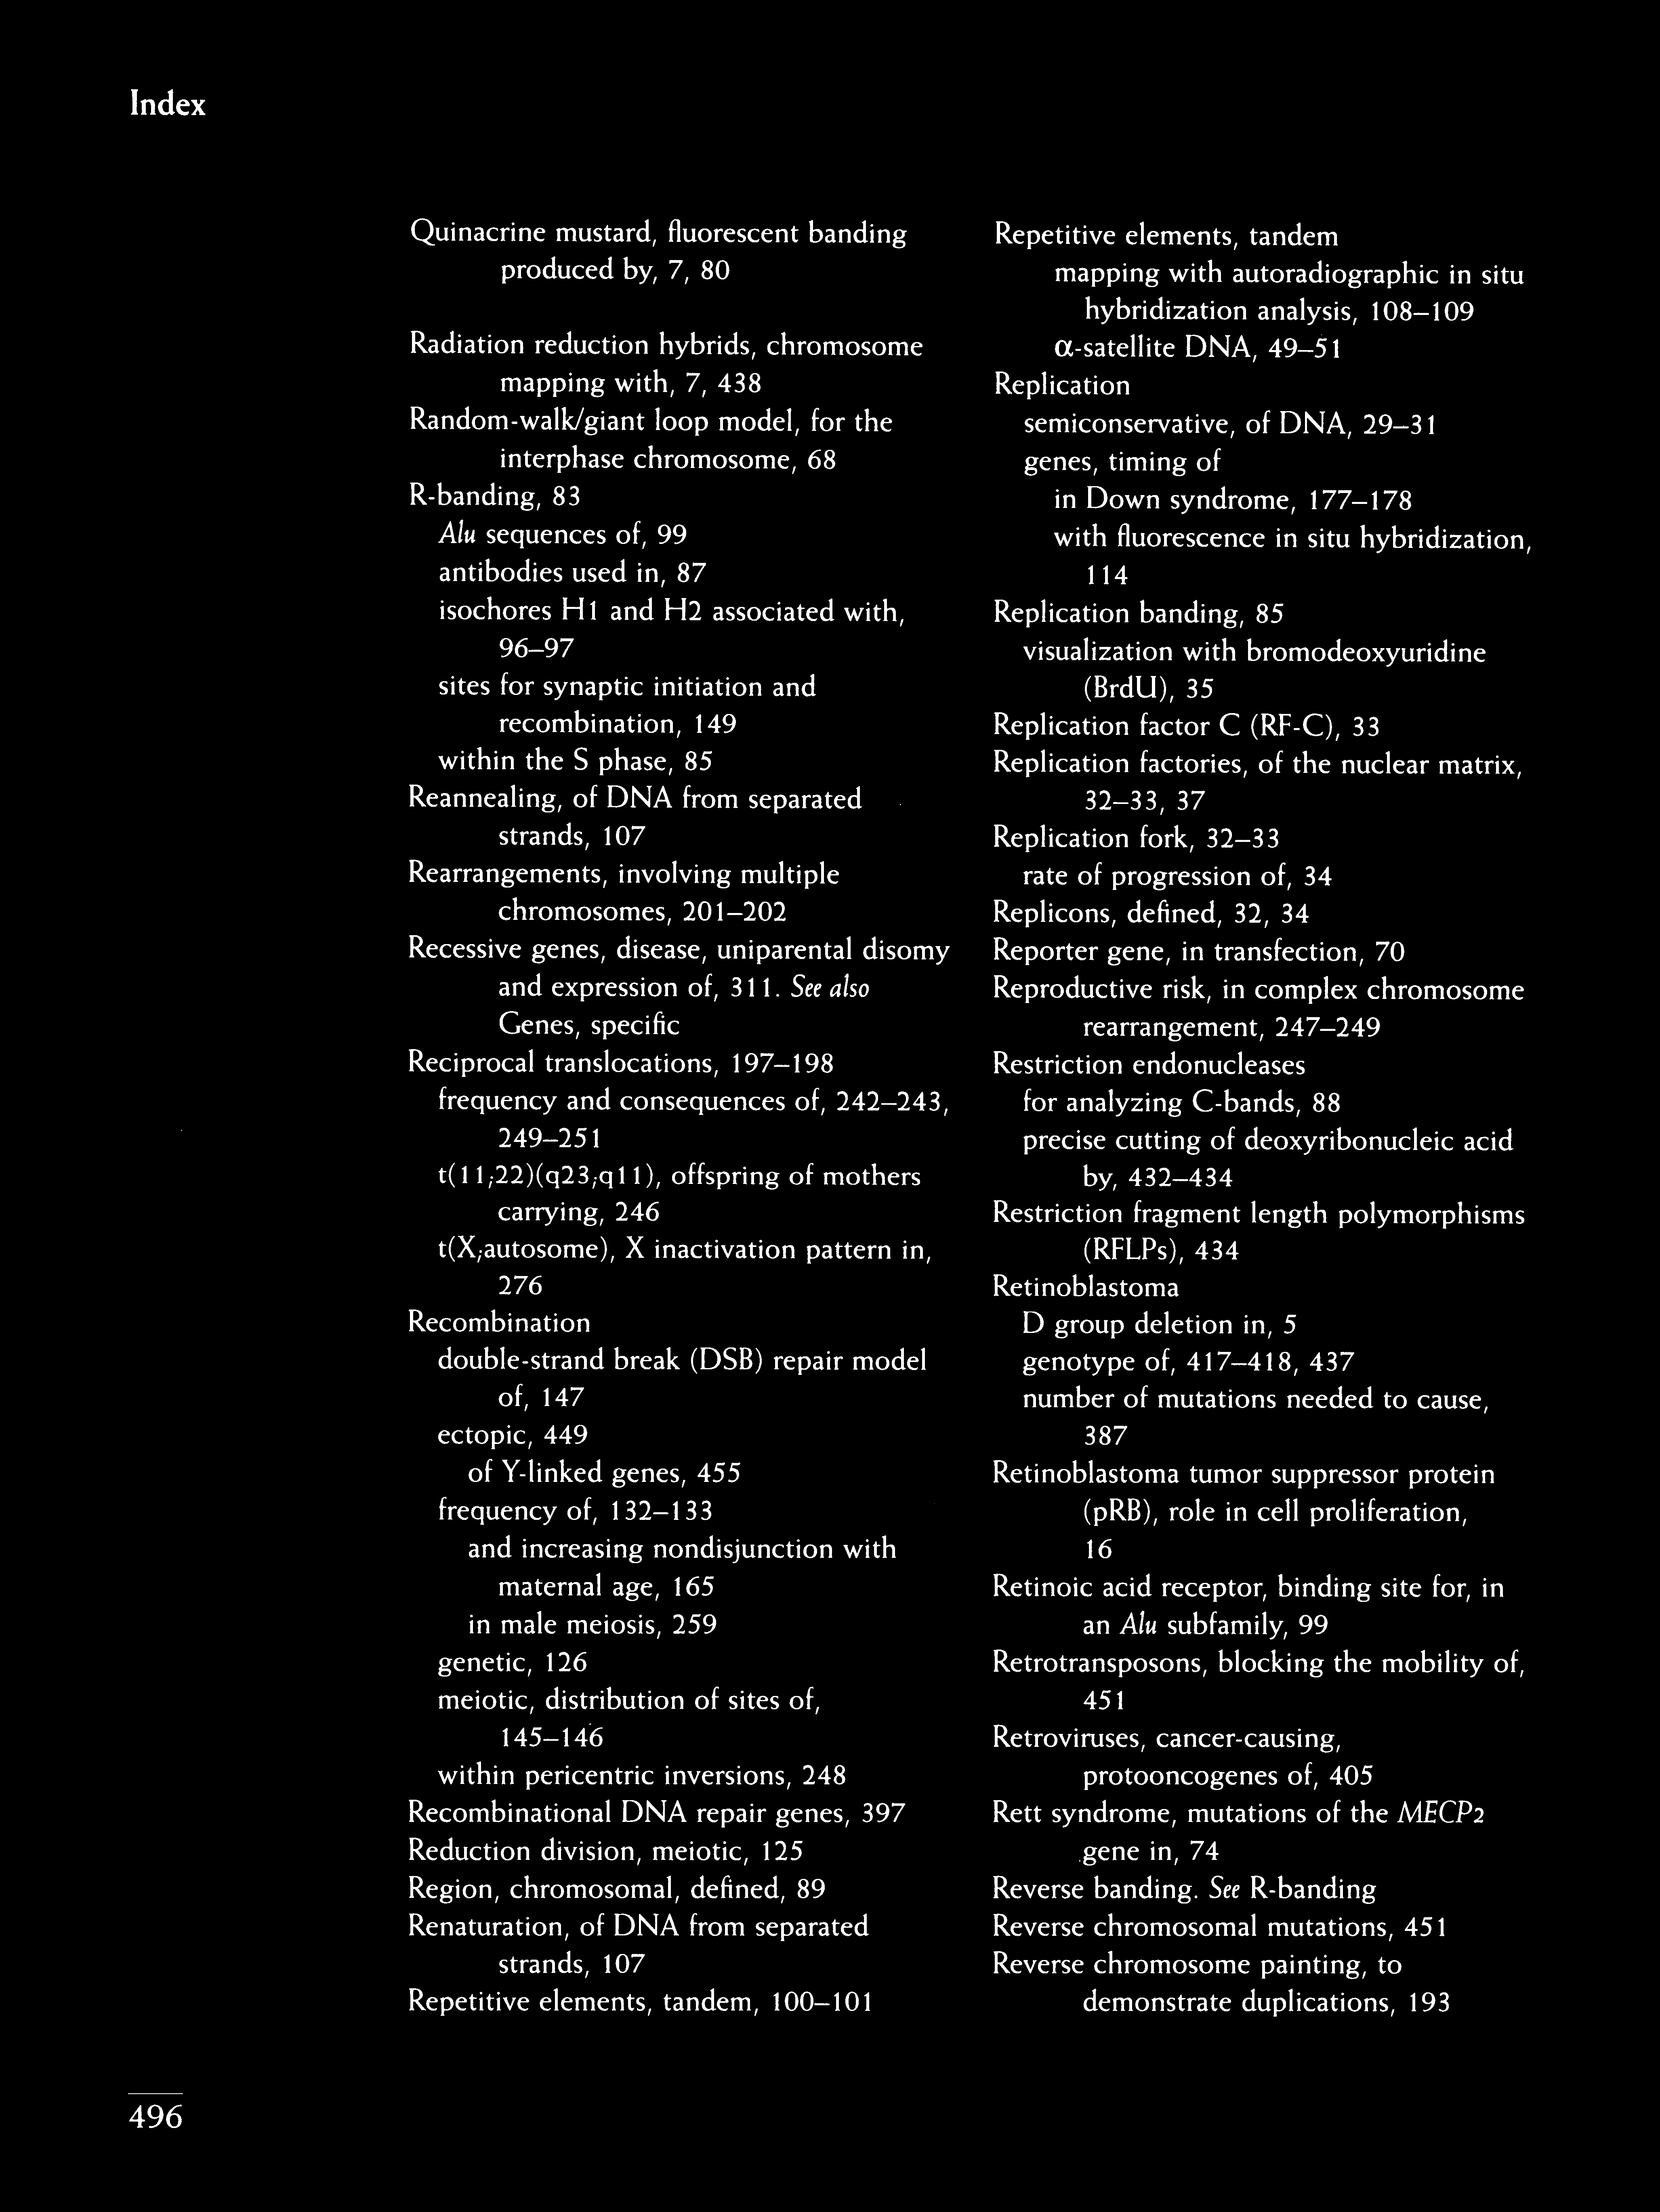 Index
Quinacrine mustard, fluorescent banding
produced by, 7, 80
Radiation reduction hybrids, chromosome
mapping with, 7, 438
Random-walk/giant loop model, for the
interphase chromosome, 68
R-banding, 83
Alu sequences of, 99
antibodies used in, 87
isochores H1 and H2 associated with,
96–97
sites for synaptic initiation and
recombination, 149
within the S phase, 85
Reannealing, of DNA from separated
strands, 107
Rearrangements, involving multiple
chromosomes, 201–202
Recessive genes, disease, uniparental disomy
and expression of, 311. See also
Genes, specific
Reciprocal translocations, 197–198
frequency and consequences of, 242–243,
249–251
t(11;22)(q23;q11), offspring of mothers
carrying, 246
t(X;autosome), X inactivation pattern in,
276
Recombination
double-strand break (DSB) repair model
of, 147
ectopic, 449
of Y-linked genes, 455
frequency of, 132–133
and increasing nondisjunction with
maternal age, 165
in male meiosis, 259
genetic, 126
meiotic, distribution of sites of,
145–146
within pericentric inversions, 248
Recombinational DNA repair genes, 397
Reduction division, meiotic, 125
Region, chromosomal, defined, 89
Renaturation, of DNA from separated
strands, 107
Repetitive elements, tandem, 100–101
Repetitive elements, tandem
mapping with autoradiographic in situ
hybridization analysis, 108–109
α-satellite DNA, 49–51
Replication
semiconservative, of DNA, 29–31
genes, timing of
in Down syndrome, 177–178
with fluorescence in situ hybridization,
114
Replication banding, 85
visualization with bromodeoxyuridine
(BrdU), 35
Replication factor C (RF-C), 33
Replication factories, of the nuclear matrix,
32–33, 37
Replication fork, 32–33
rate of progression of, 34
Replicons, defined, 32, 34
Reporter gene, in transfection, 70
Reproductive risk, in complex chromosome
rearrangement, 247–249
Restriction endonucleases
for analyzing C-bands, 88
precise cutting of deoxyribonucleic acid
by, 432–434
Restriction fragment length polymorphisms
(RFLPs), 434
Retinoblastoma
D group deletion in, 5
genotype of, 417–418, 437
number of mutations needed to cause,
387
Retinoblastoma tumor suppressor protein
(pRB), role in cell proliferation,
16
Retinoic acid receptor, binding site for, in
an Alu subfamily, 99
Retrotransposons, blocking the mobility of,
451
Retroviruses, cancer-causing,
protooncogenes of, 405
Rett syndrome, mutations of the MECP2
gene in, 74
Reverse banding. See R-banding
Reverse chromosomal mutations, 451
Reverse chromosome painting, to
demonstrate duplications, 193
496